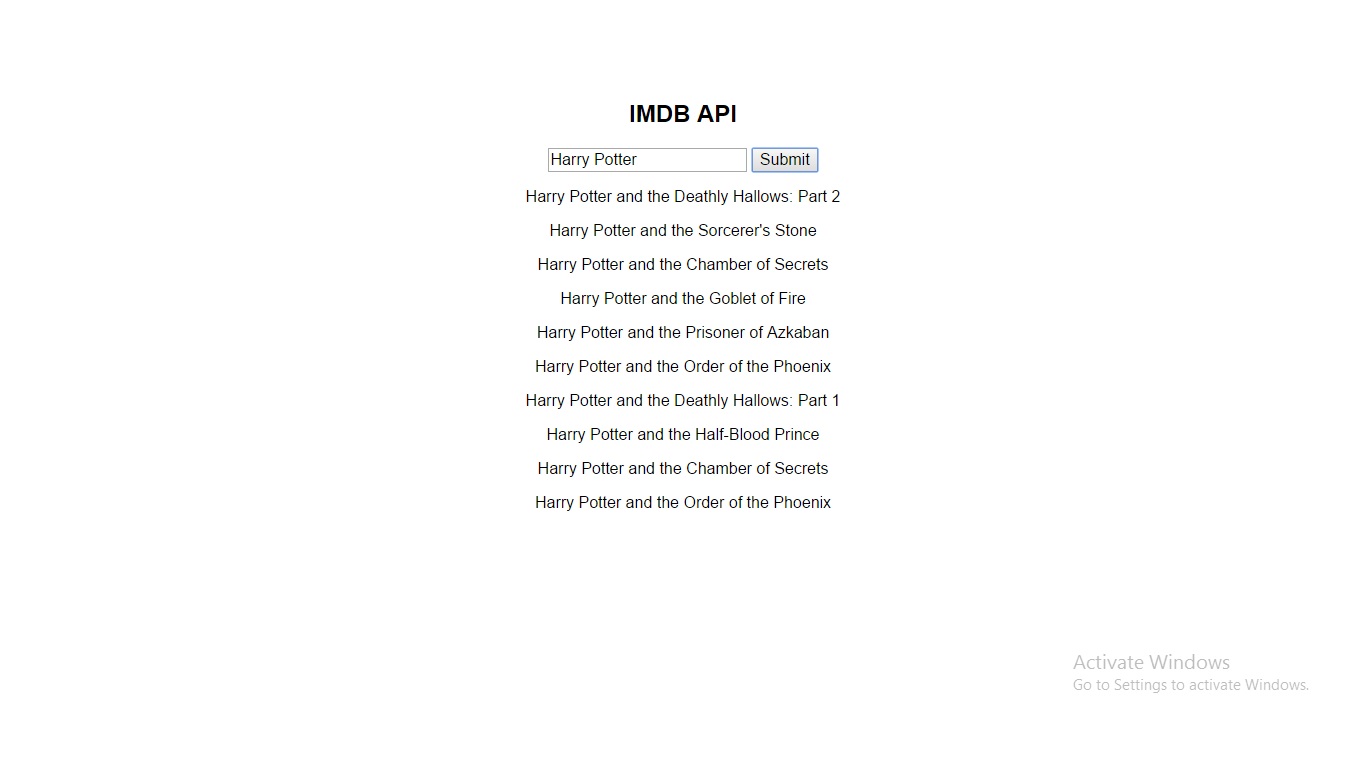 IMDB API
Harry Potter Submit
Harry Potter and the Deathly Hallows: Part 2
Harry Potter and the Sorcerer's Stone
Harry Potter and the Chamber of Secrets
Harry Potter and the Goblet of Fire
Harry Potter and the Prisoner of Azkaban
Harry Potter and the Order of the Phoenix
Harry Potter and the Deathly Hallows: Part 1
Harry Potter and the Half-Blood Prince
Harry Potter and the Chamber of Secrets
Harry Potter and the Order of the Phoenix
Activate Windows
Go to Settings to activate Windows.